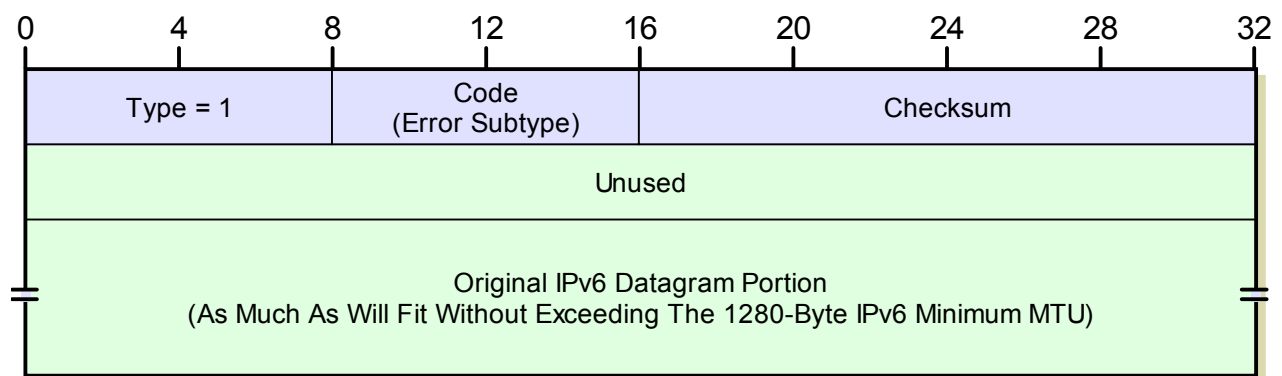 0 4 8 12 16 20 24 28 32
Type = 1
Code
(Error Subtype)
Checksum
Unused
Original IPv6 Datagram Portion
(As Much As Will Fit Without Exceeding The 1280-Byte IPv6 Minimum MTU)